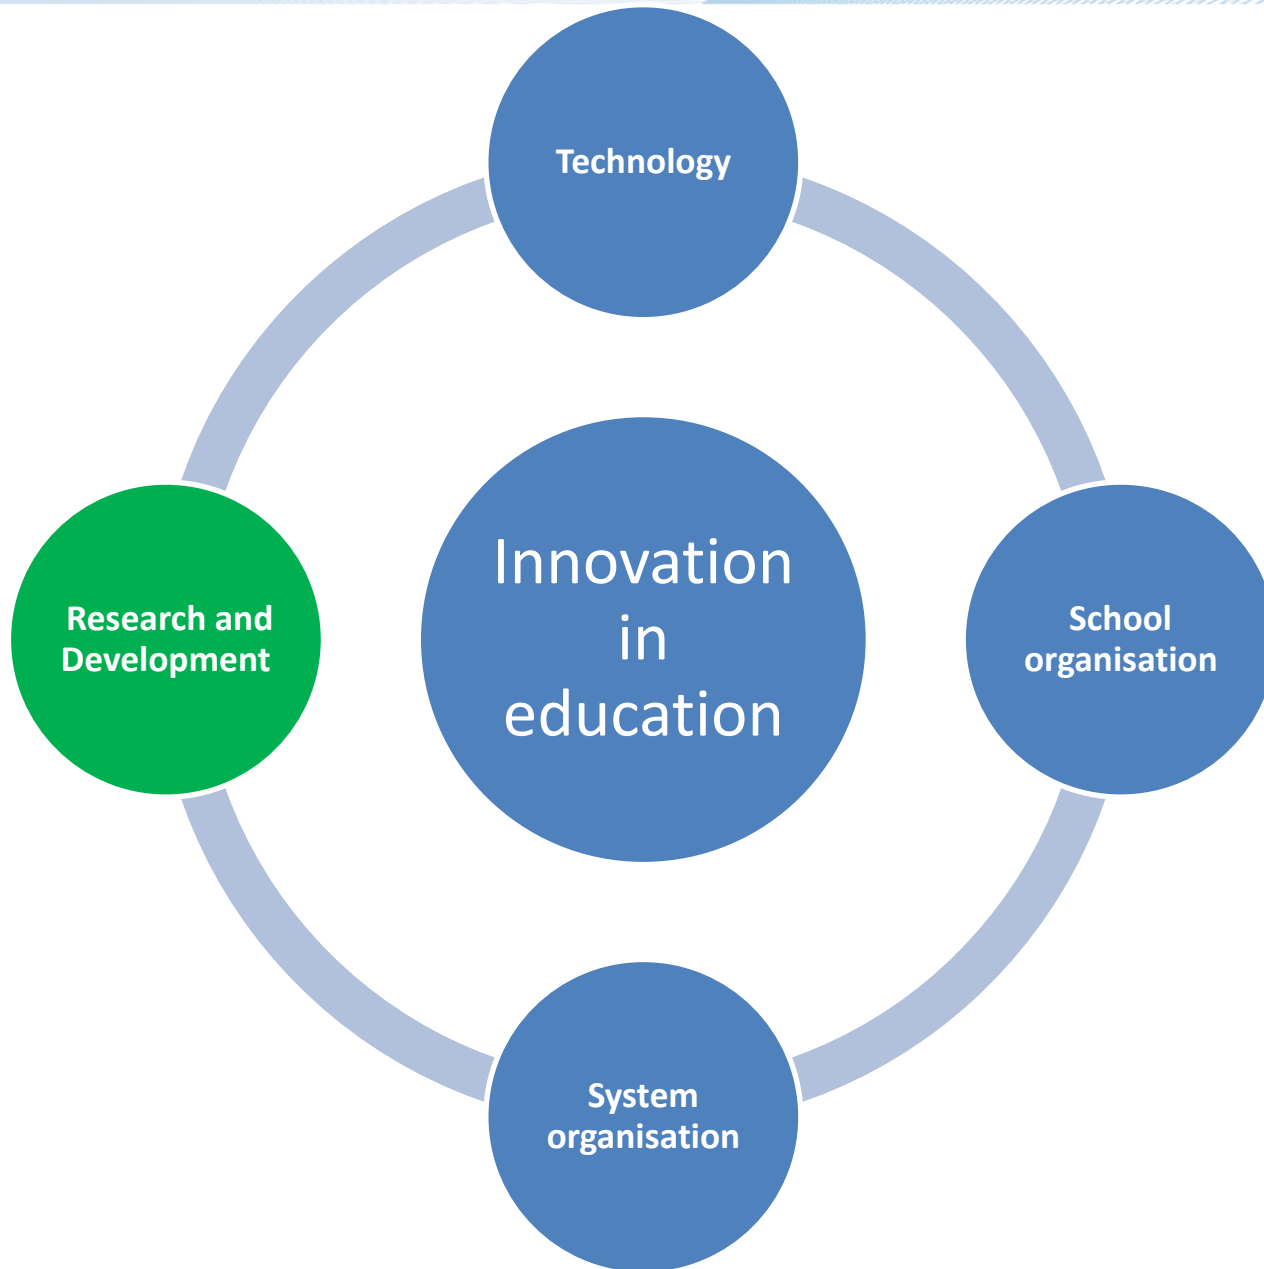 Technology
Innovation
in
education
Research and
Development
School
organisation
System
organisation